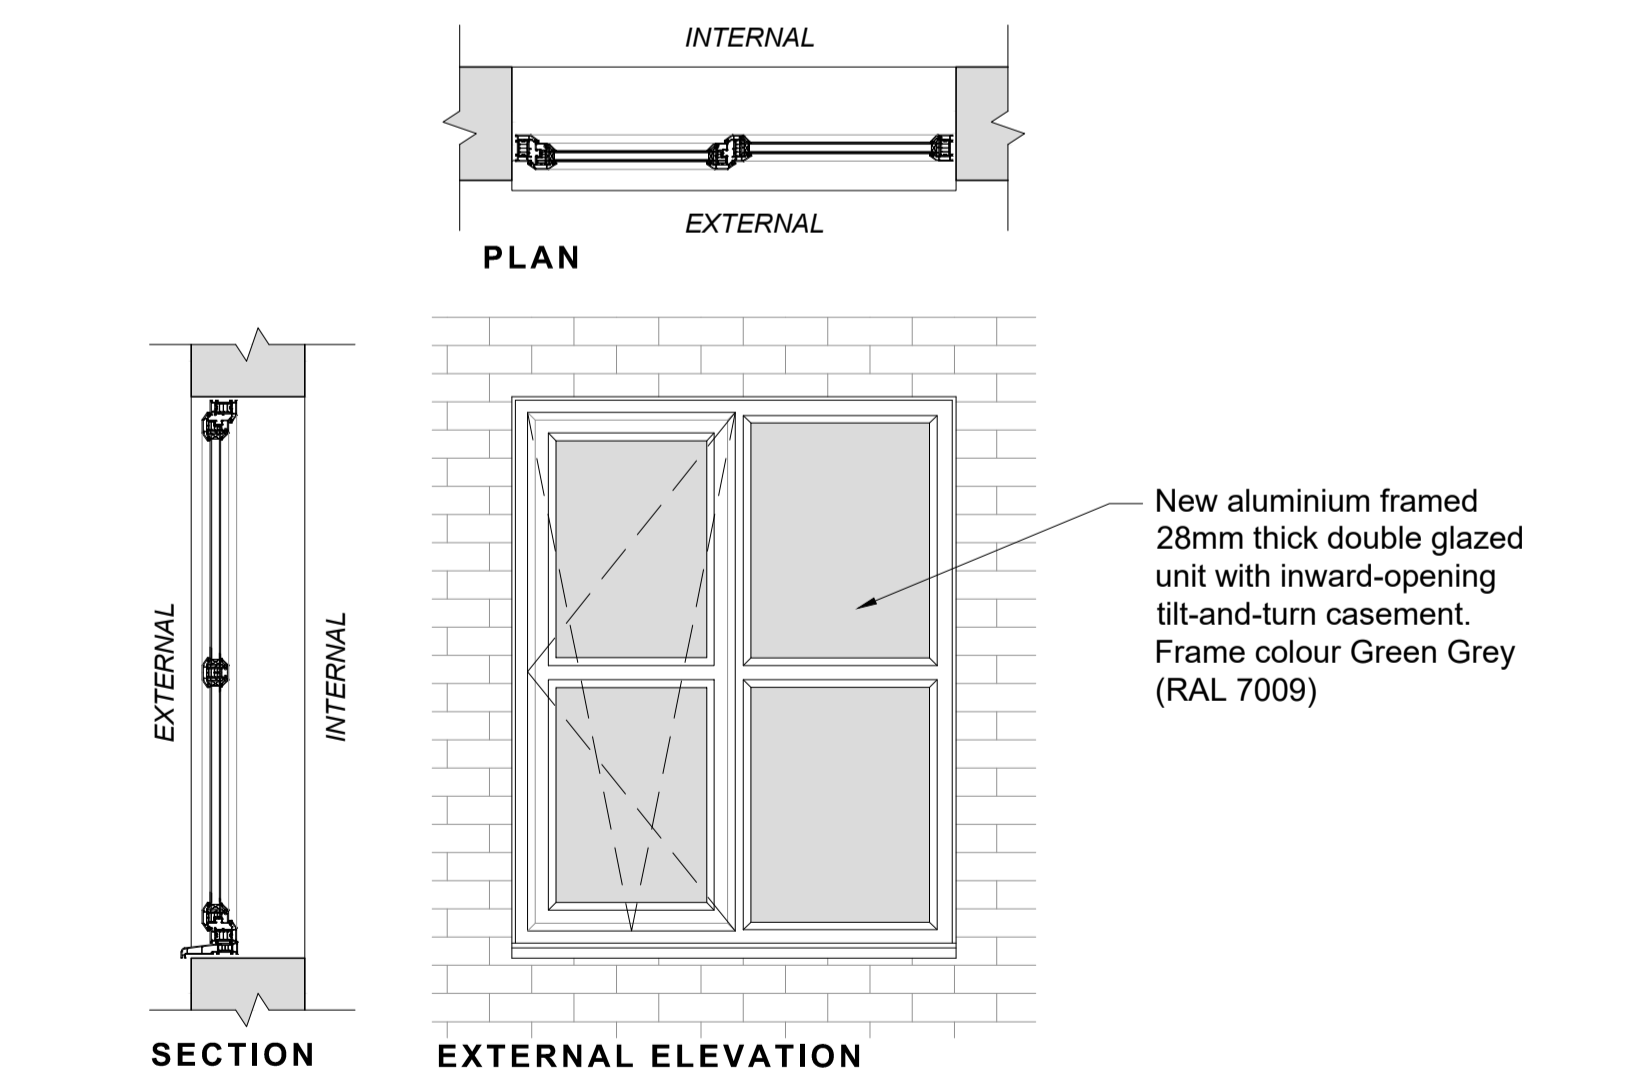 INTERNAL
EXTERNAL
PLAN
EXTERNAL
INTERNAL
New aluminium framed
28mm thick double glazed
unit with inward-opening
tilt-and-turn casement.
Frame colour Green Grey
(RAL 7009)
SECTION
EXTERNAL ELEVATION